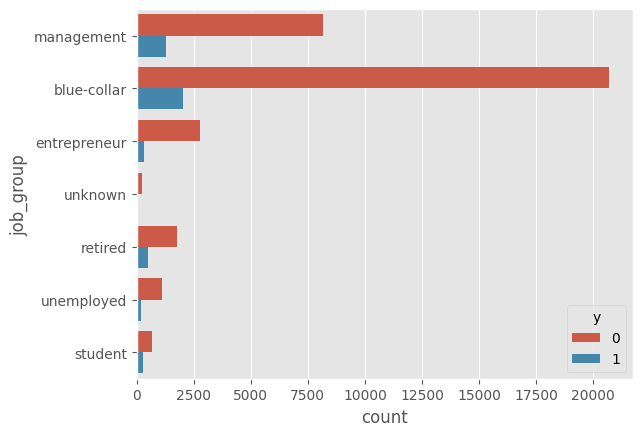 management
blue-collar
entrepreneur
unknown
retired
unemployed
student
job_group
y
0
1
0 2500 5000 7500 10000 12500 15000 17500 20000
count